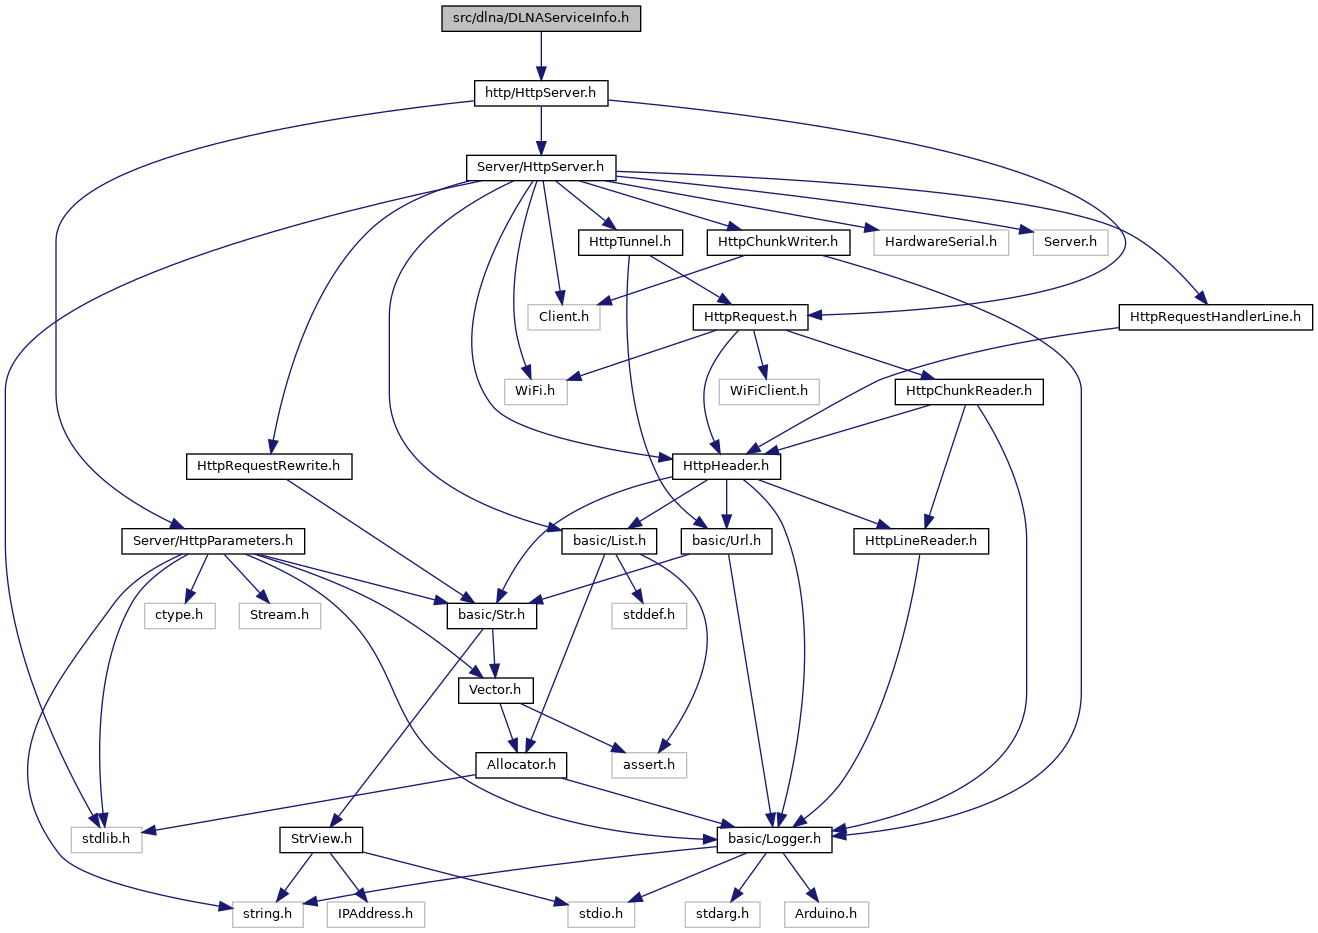 src/dlna/DLNAServiceInfo.h
http/HttpServer.h
Server/HttpServer.h
HttpTunnel.h
HttpChunkWriter.h
HardwareSerial.h
Server.h
Client.h
HttpRequest.h
HttpRequestHandlerLine.h
WiFi.h
WiFiClient.h
HttpChunkReader.h
HttpRequestRewrite.h
HttpHeader.h
Server/HttpParameters.h
basic/List.h
basic/Url.h
HttpLineReader.h
ctype.h
Stream.h
basic/Str.h
stddef.h
Vector.h
Allocator.h
assert.h
stdlib.h
StrView.h
basic/Logger.h
string.h
IPAddress.h
stdio.h
stdarg.h
Arduino.h